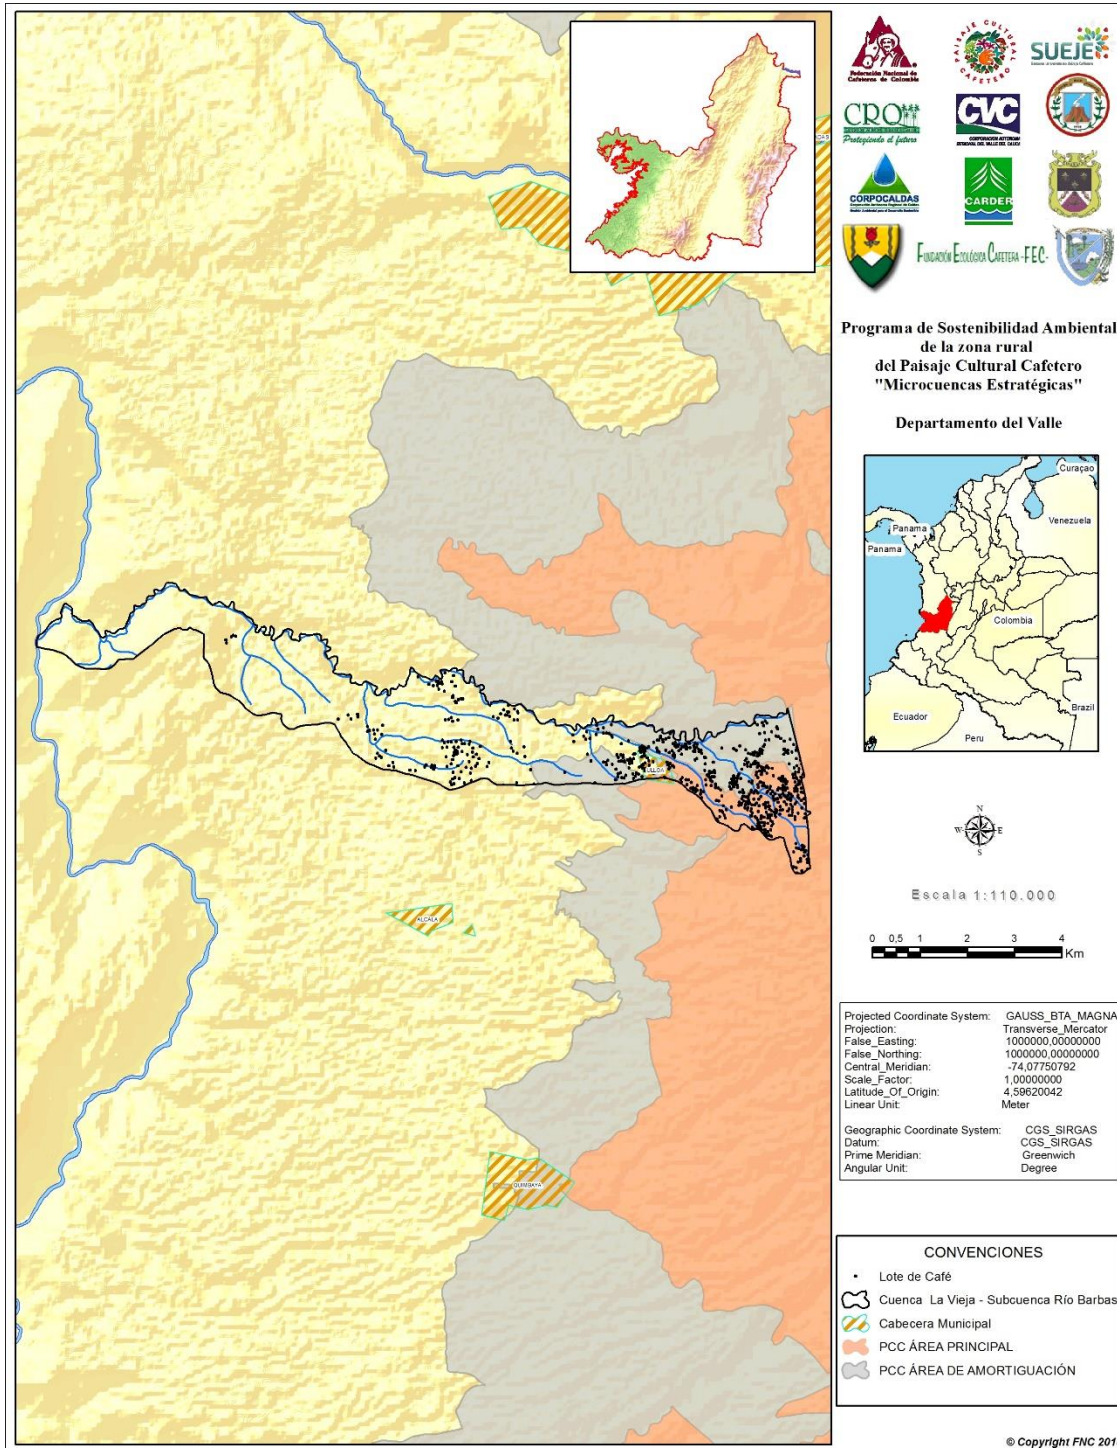 Federación Nacional de
Cafeteros de Colombia
PAISAJE CULTURAL
CAFETERO
SUEJE
CRQ
Protegiendo el futuro
CVC
CORPOCALDAS
CARDER
FUNDACIÓN ECOLÓGICA CAFETERA -FEC-
Programa de Sostenibilidad Ambiental
de la zona rural
del Paisaje Cultural Cafetero
"Microcuencas Estratégicas"
Departamento del Valle
Curaçao
Panama
Venezuela
Panama
Colombia
Ecuador
Brazil
Peru
N
W
E
S
Escala 1:110.000
0 0,5 1 2 3 4
Km
Projected Coordinate System: GAUSS_BTA_MAGNA
Projection: Transverse_Mercator
False_Easting: 1000000,00000000
False_Northing: 1000000,00000000
Central_Meridian: -74,07750792
Scale_Factor: 1,00000000
Latitude_Of_Origin: 4,59620042
Linear Unit: Meter
Geographic Coordinate System: CGS_SIRGAS
Datum: CGS_SIRGAS
Prime Meridian: Greenwich
Angular Unit: Degree
CONVENCIONES
Lote de Café
Cuenca La Vieja - Subcuenca Río Barbas
Cabecera Municipal
PCC ÁREA PRINCIPAL
PCC ÁREA DE AMORTIGUACIÓN
© Copyright FNC 201
ULLOA
ALCALA
QUIMBAYA